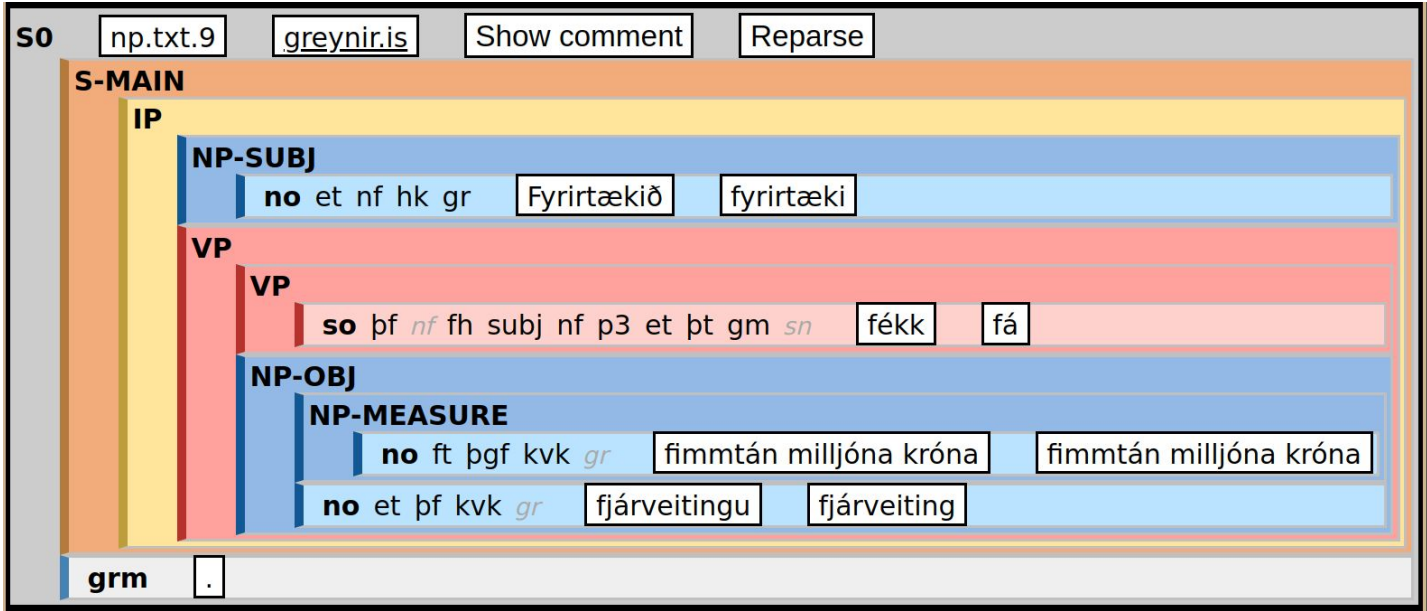 S0 np.txt.9 greynir.is Show comment Reparse
S-MAIN
IP
NP-SUBJ
no et nf hk gr Fyrirtækið fyrirtæki
VP
VP
so þf nf fh subj nf p3 et þt gm sn fékk fá
NP-OBJ
NP-MEASURE
no ft þgf kvk gr fimmtán milljóna króna fimmtán milljóna króna
no et þf kvk gr fjárveitingu fjárveiting
grm .